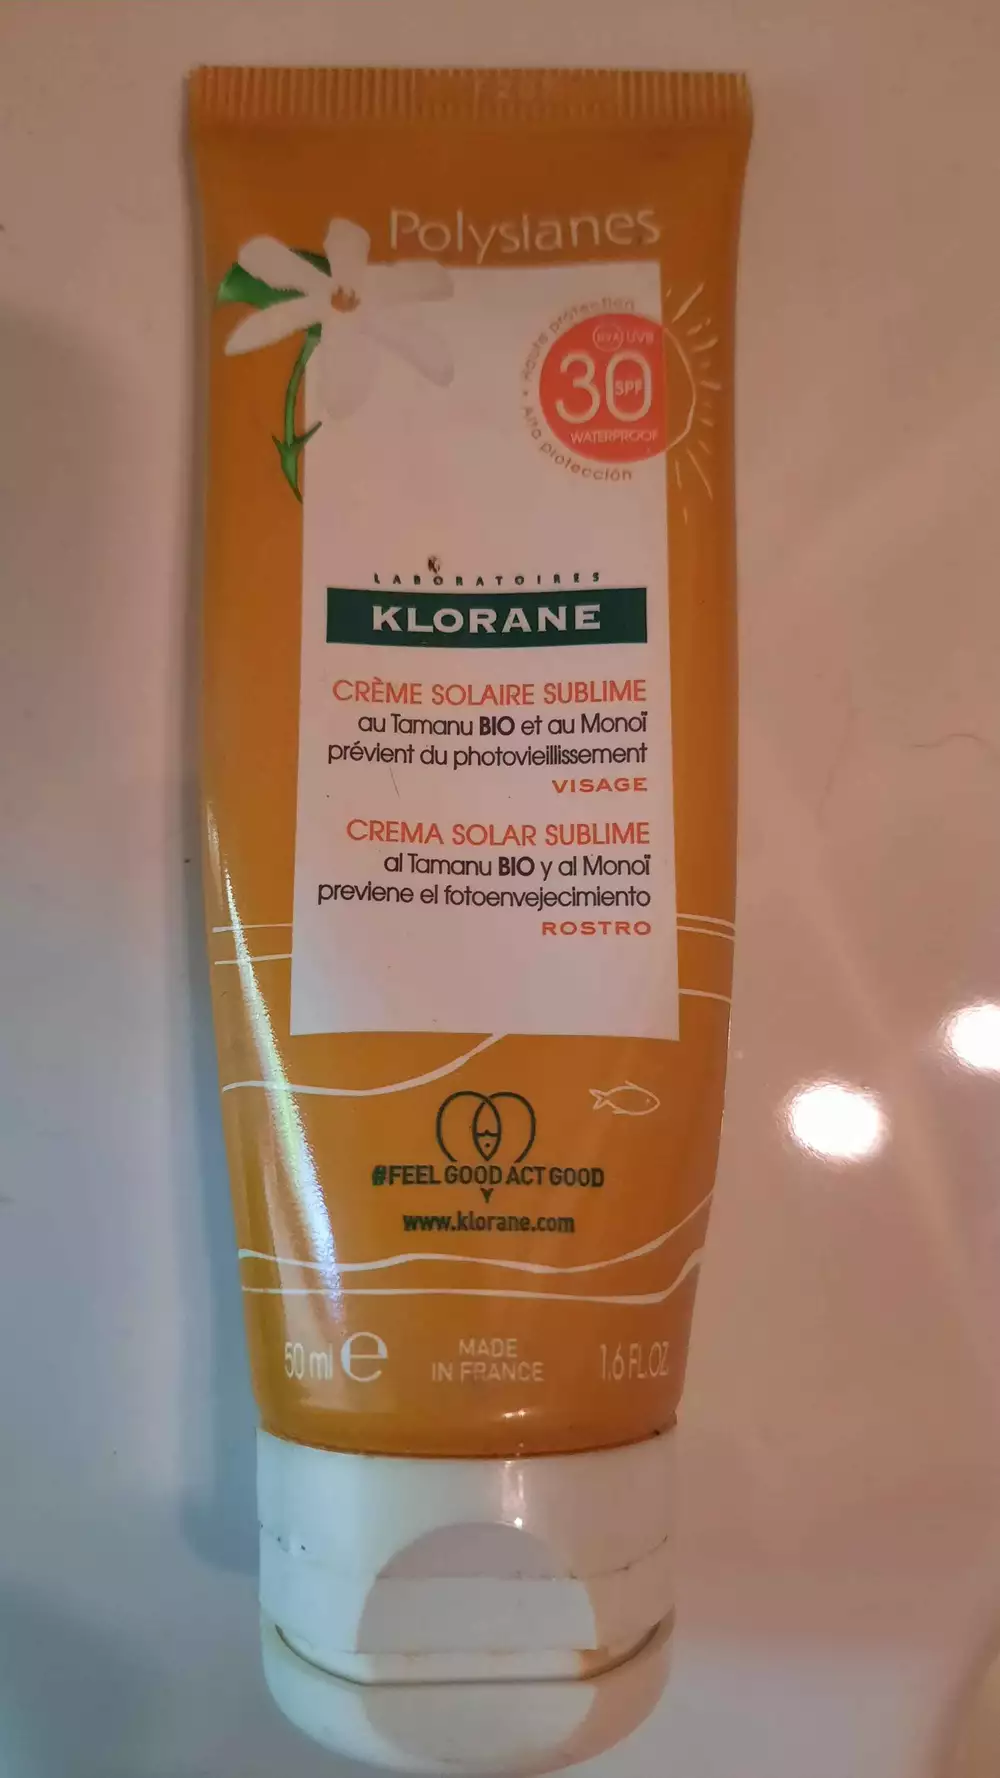 Polysianes
Haute protection
UVA UVB
30
SPF
WATERPROOF
Alta protección
LABORATOIRES
KLORANE
CRÈME SOLAIRE SUBLIME
au Tamanu BIO et au Monoï
prévient du photovieillissement
VISAGE
CREMA SOLAR SUBLIME
al Tamanu BIO y al Monoï
previene el fotoenvejecimiento
ROSTRO
#FEEL GOOD ACT GOOD
www.klorane.com
50 ml e MADE IN FRANCE 1.6 FL.OZ